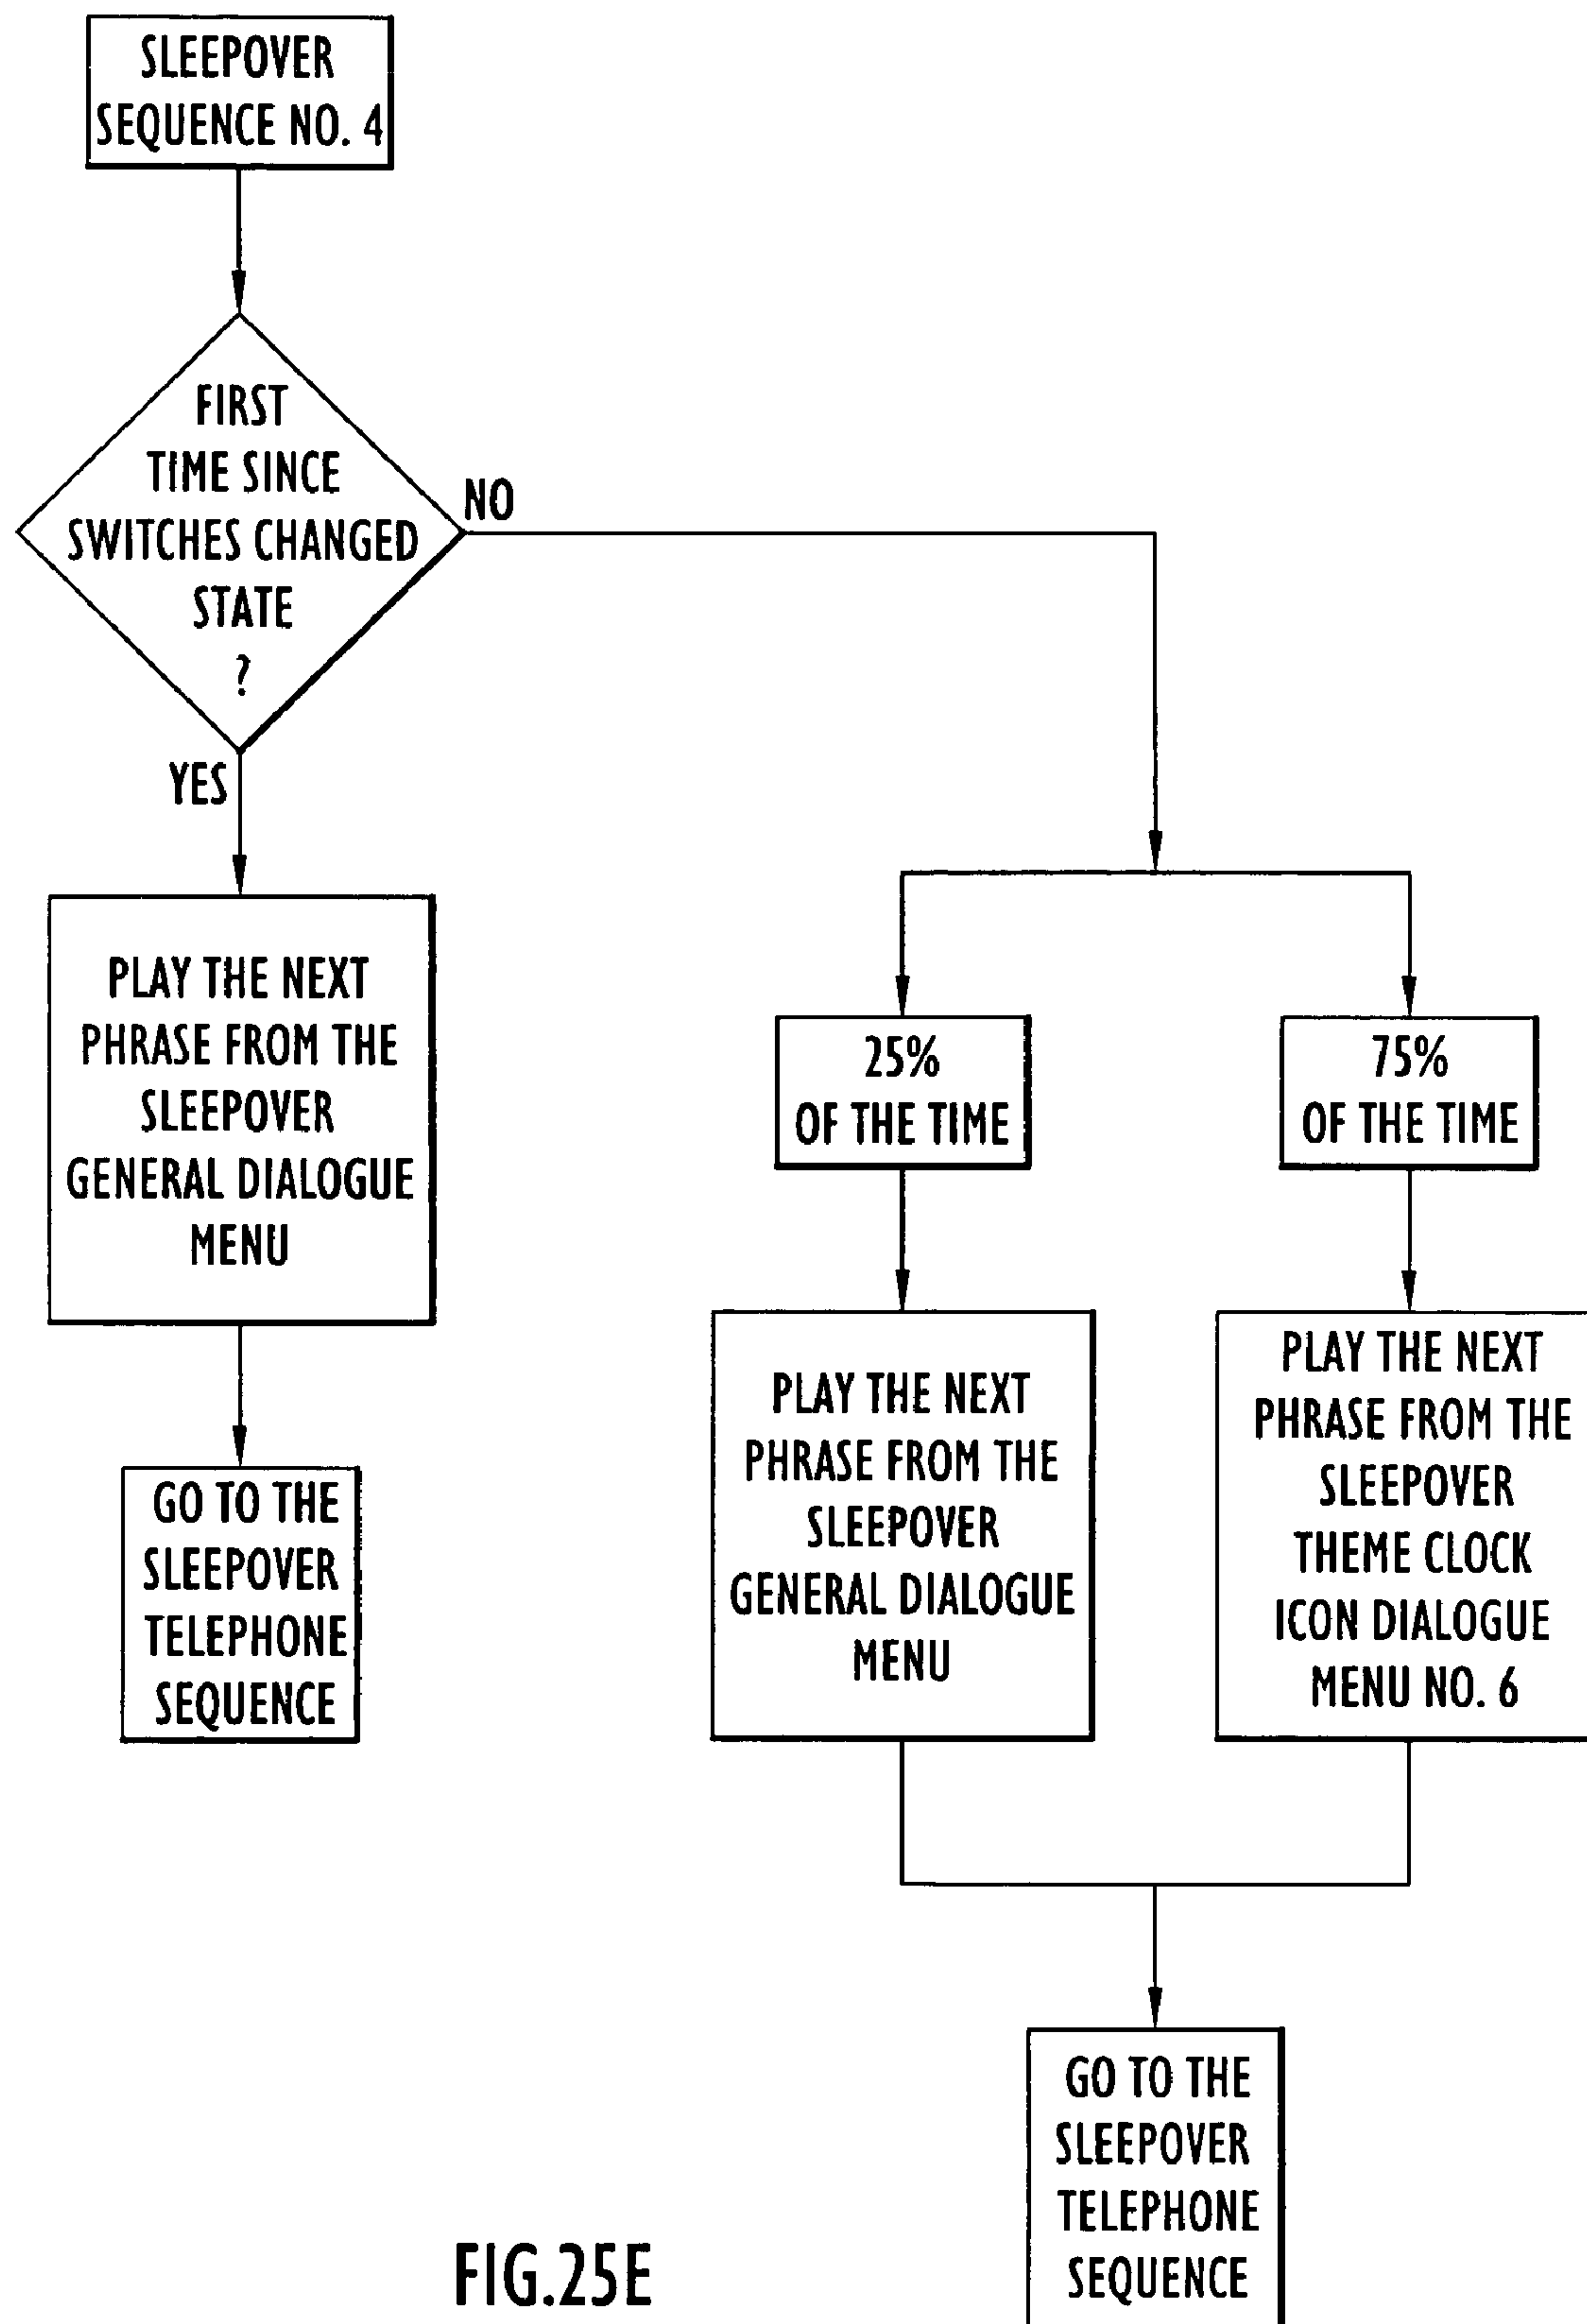 SLEEPOVER
SEQUENCE NO. 4
FIRST
TIME SINCE
SWITCHES CHANGED
STATE
?
NO
YES
PLAY THE NEXT
PHRASE FROM THE
SLEEPOVER
GENERAL DIALOGUE
MENU
GO TO THE
SLEEPOVER
TELEPHONE
SEQUENCE
25%
OF THE TIME
75%
OF THE TIME
PLAY THE NEXT
PHRASE FROM THE
SLEEPOVER
GENERAL DIALOGUE
MENU
PLAY THE NEXT
PHRASE FROM THE
SLEEPOVER
THEME CLOCK
ICON DIALOGUE
MENU NO. 6
GO TO THE
SLEEPOVER
TELEPHONE
SEQUENCE
FIG.25E